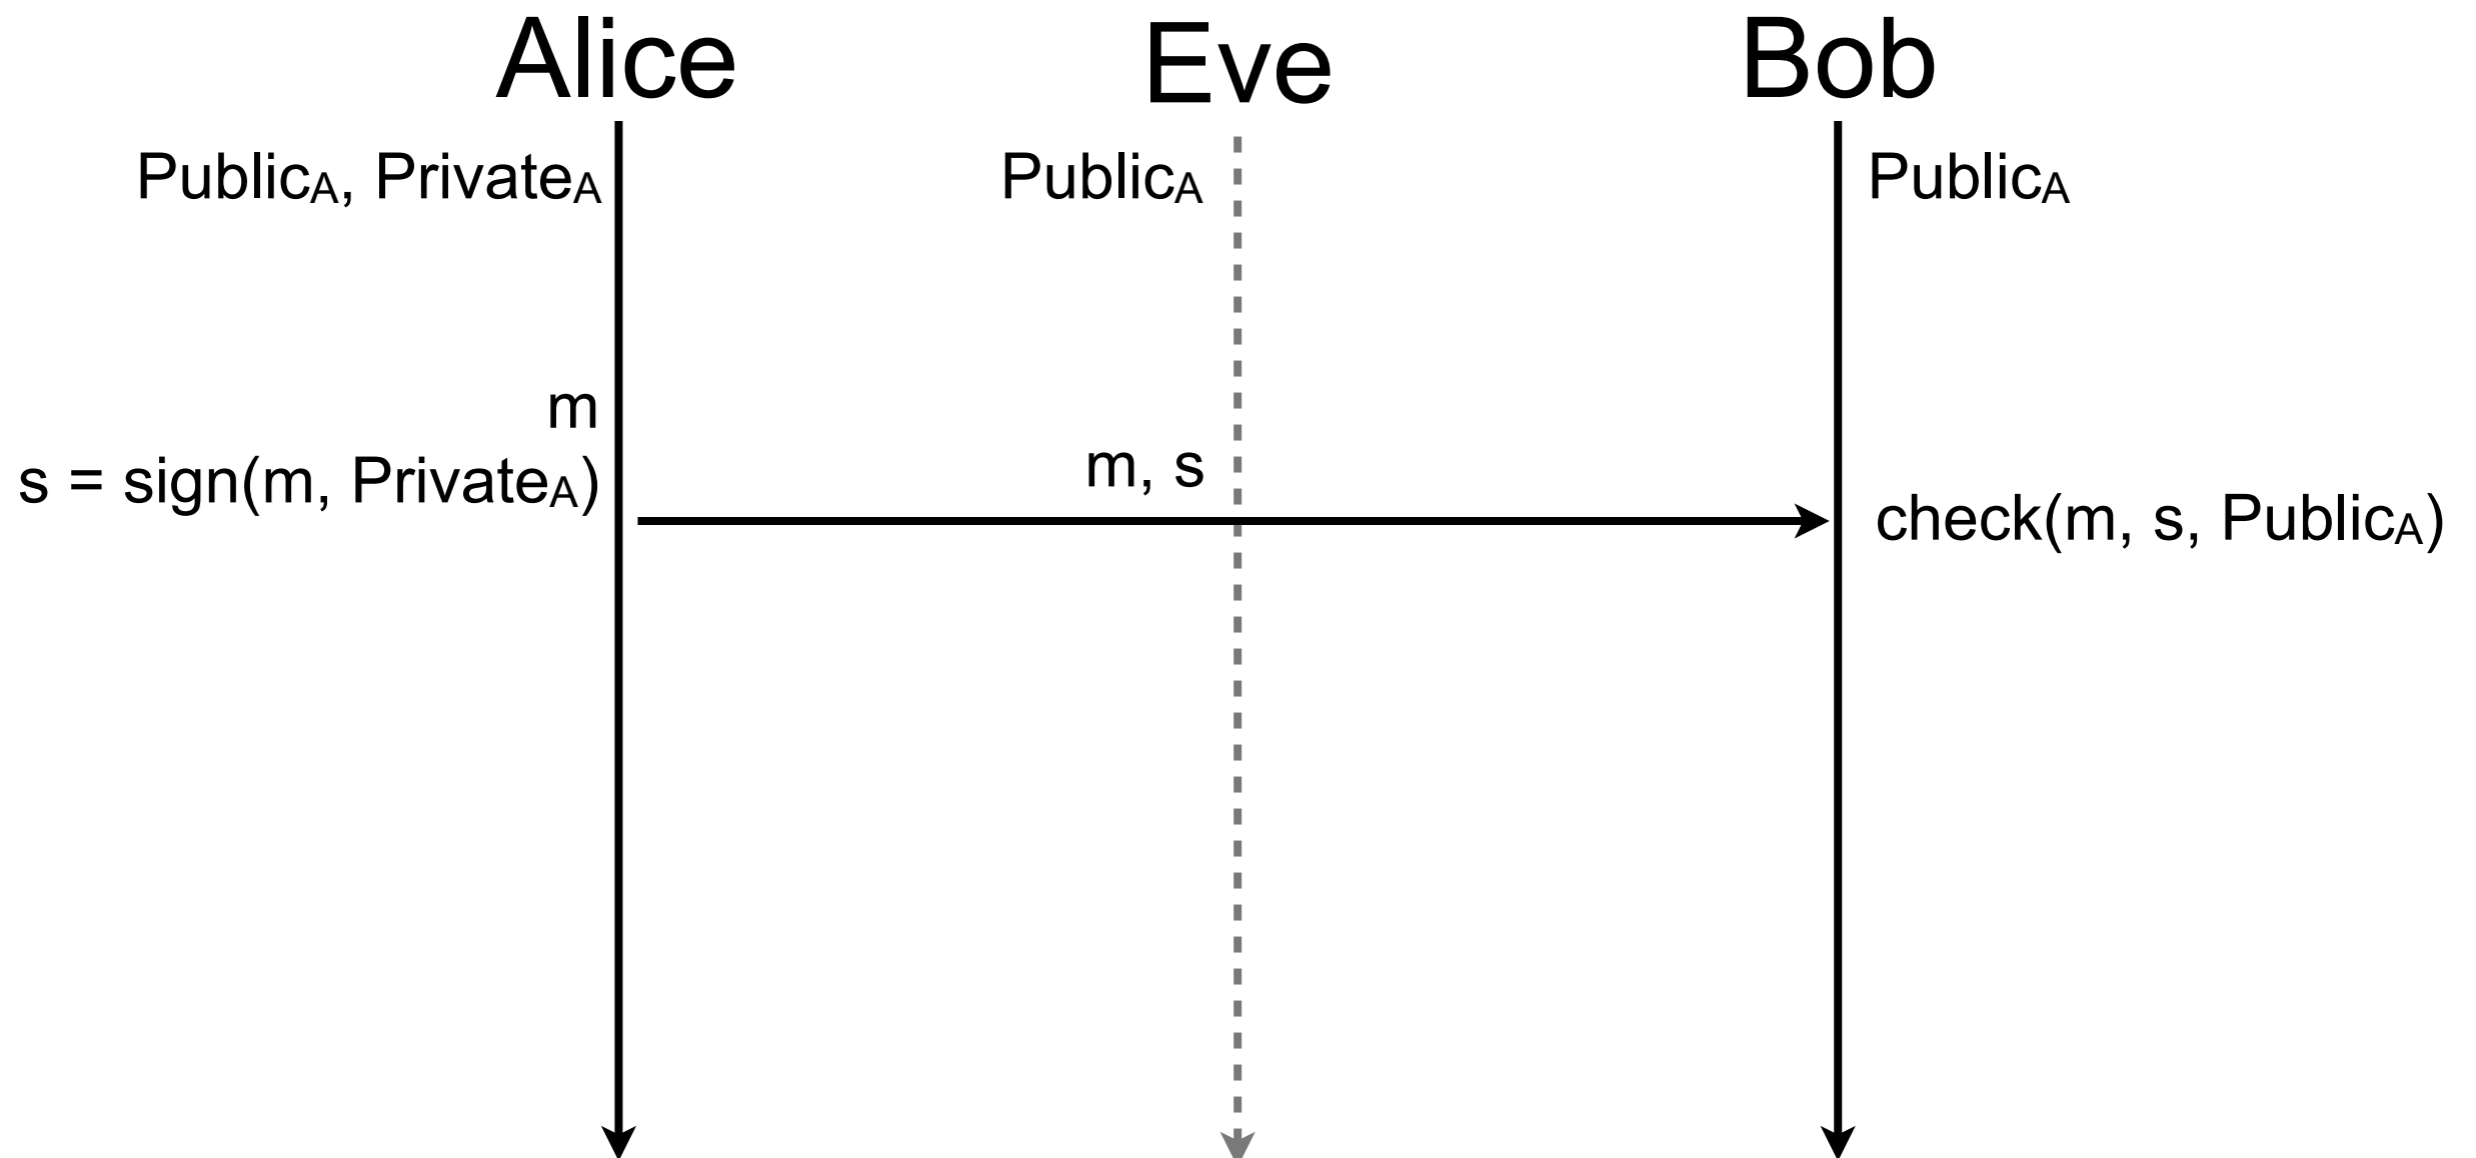 Alice Eve Bob
PublicA, PrivateA PublicA PublicA
m
s = sign(m, PrivateA)
m, s
check(m, s, PublicA)